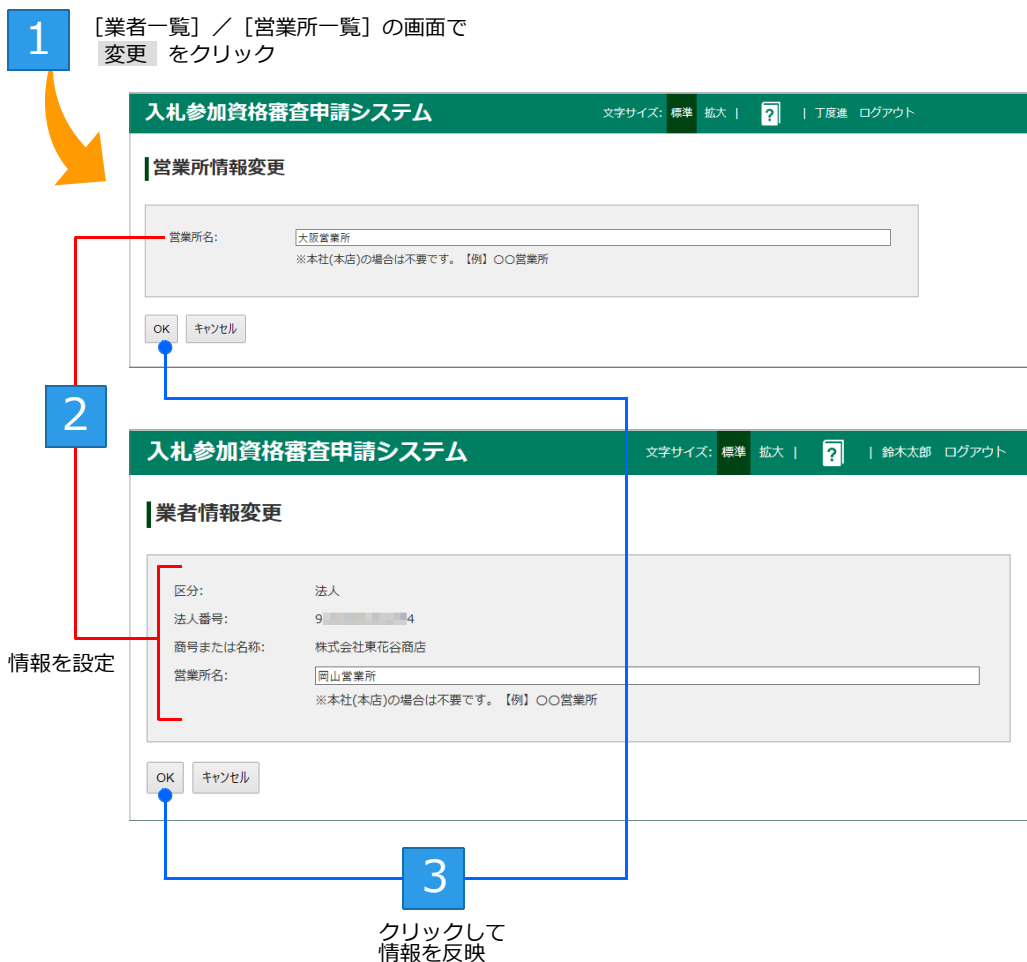 1
［業者一覧］／［営業所一覧］の画面で
変更 をクリック
入札参加資格審査申請システム 文字サイズ: 標準 拡大 | ? | 丁度進 ログアウト
営業所情報変更
営業所名: 大阪営業所
※本社(本店)の場合は不要です。【例】〇〇営業所
OK キャンセル
2
入札参加資格審査申請システム 文字サイズ: 標準 拡大 | ? | 鈴木太郎 ログアウト
業者情報変更
区分: 法人
法人番号: 9 4
商号または名称: 株式会社東花谷商店
営業所名: 岡山営業所
※本社(本店)の場合は不要です。【例】〇〇営業所
情報を設定
OK キャンセル
3
クリックして
情報を反映